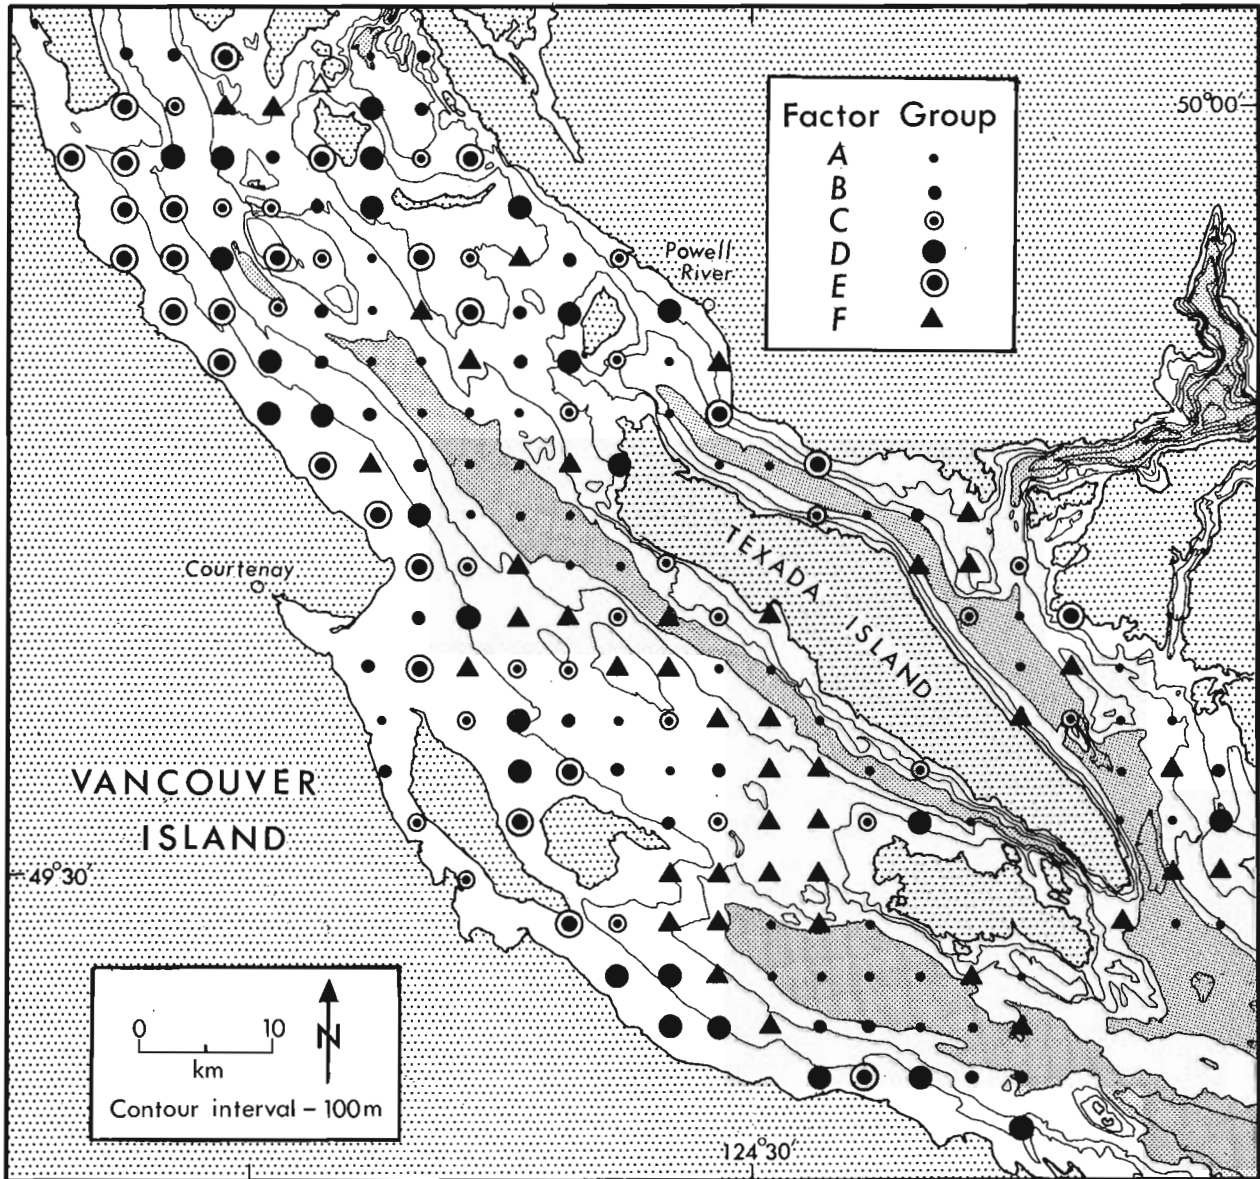 Factor Group
A
B
C
D
E
F
50°00′
Powell
River
TEXADA ISLAND
Courtenay
VANCOUVER
ISLAND
49°30′
0 10
km
N
Contour interval – 100m
124°30′